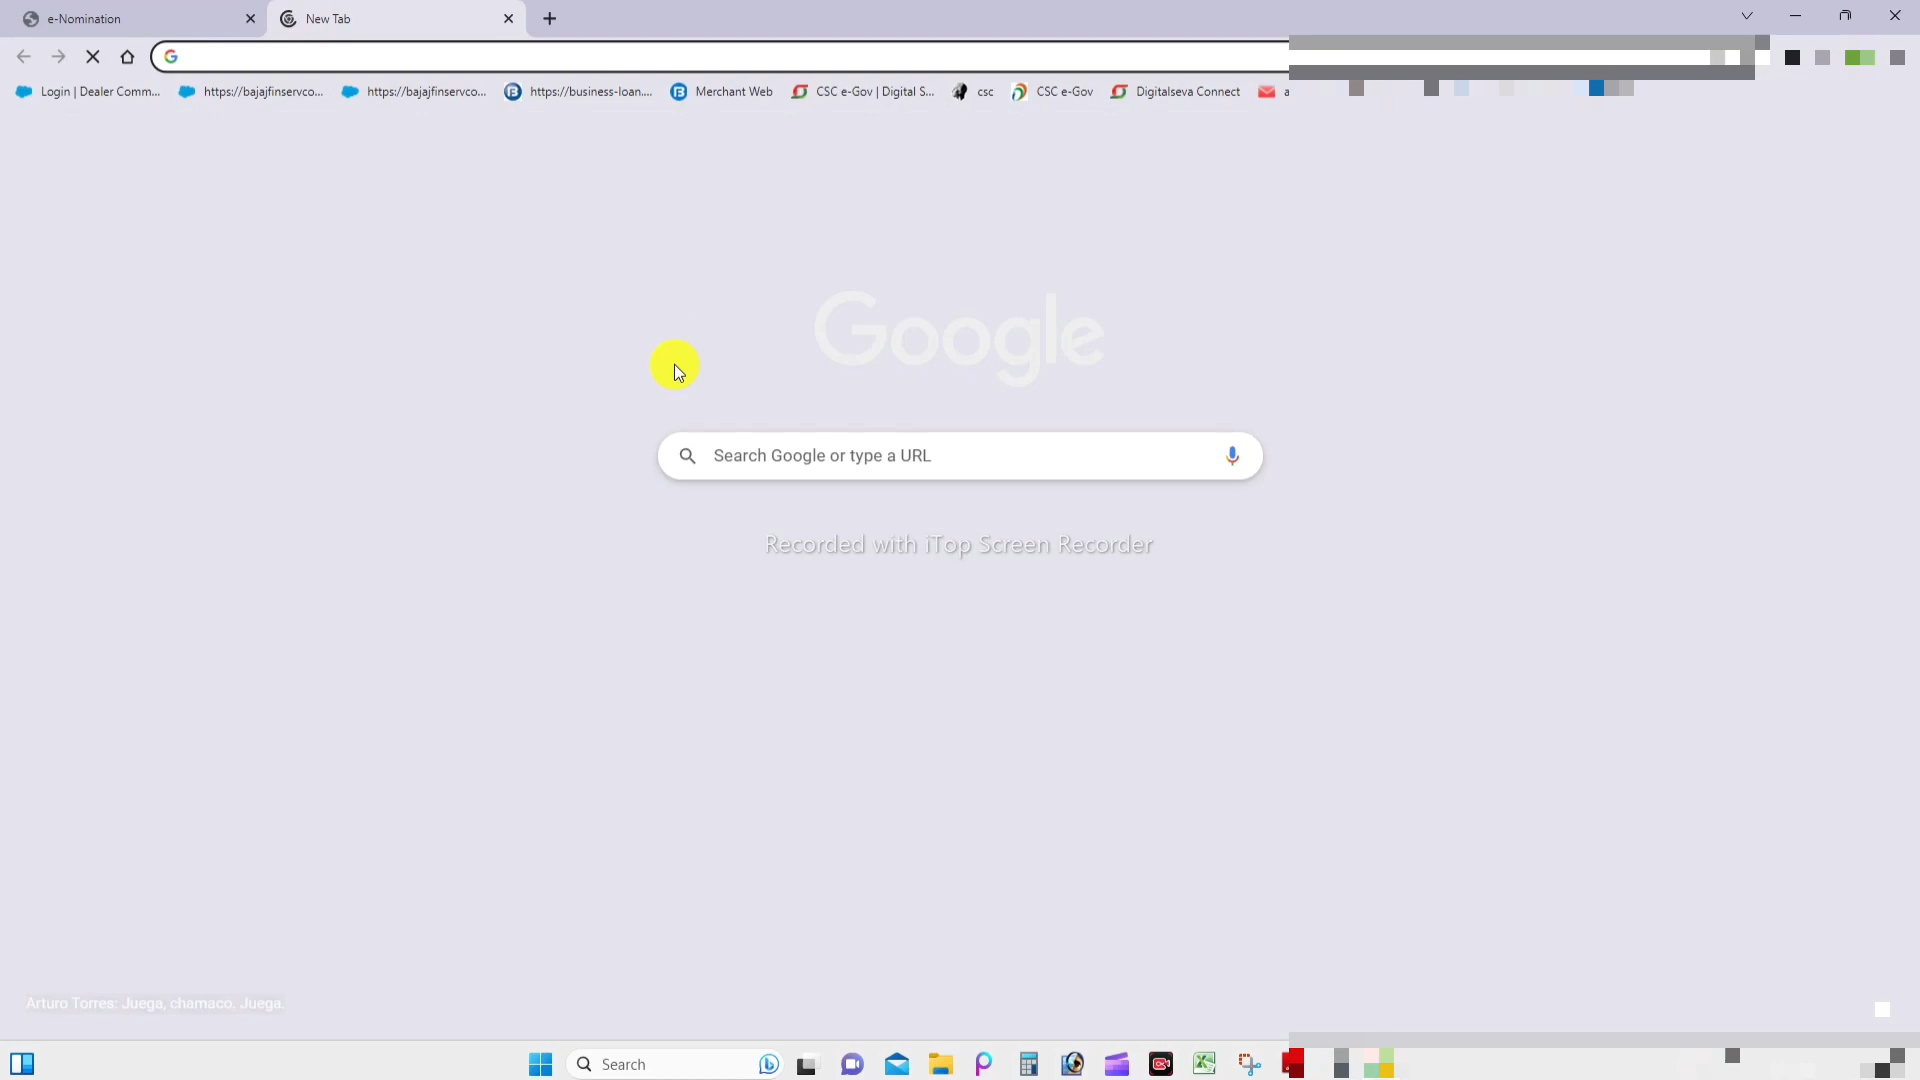 e-Nomination
New Tab
Login | Dealer Comm...
https://bajajfinservco...
https://bajajfinservco...
https://business-loan....
Merchant Web
CSC e-Gov | Digital S...
csc
CSC e-Gov
Digitalseva Connect
Google
Search Google or type a URL
Recorded with iTop Screen Recorder
Arturo Torres: Juega, chamaco. Juega.
Search